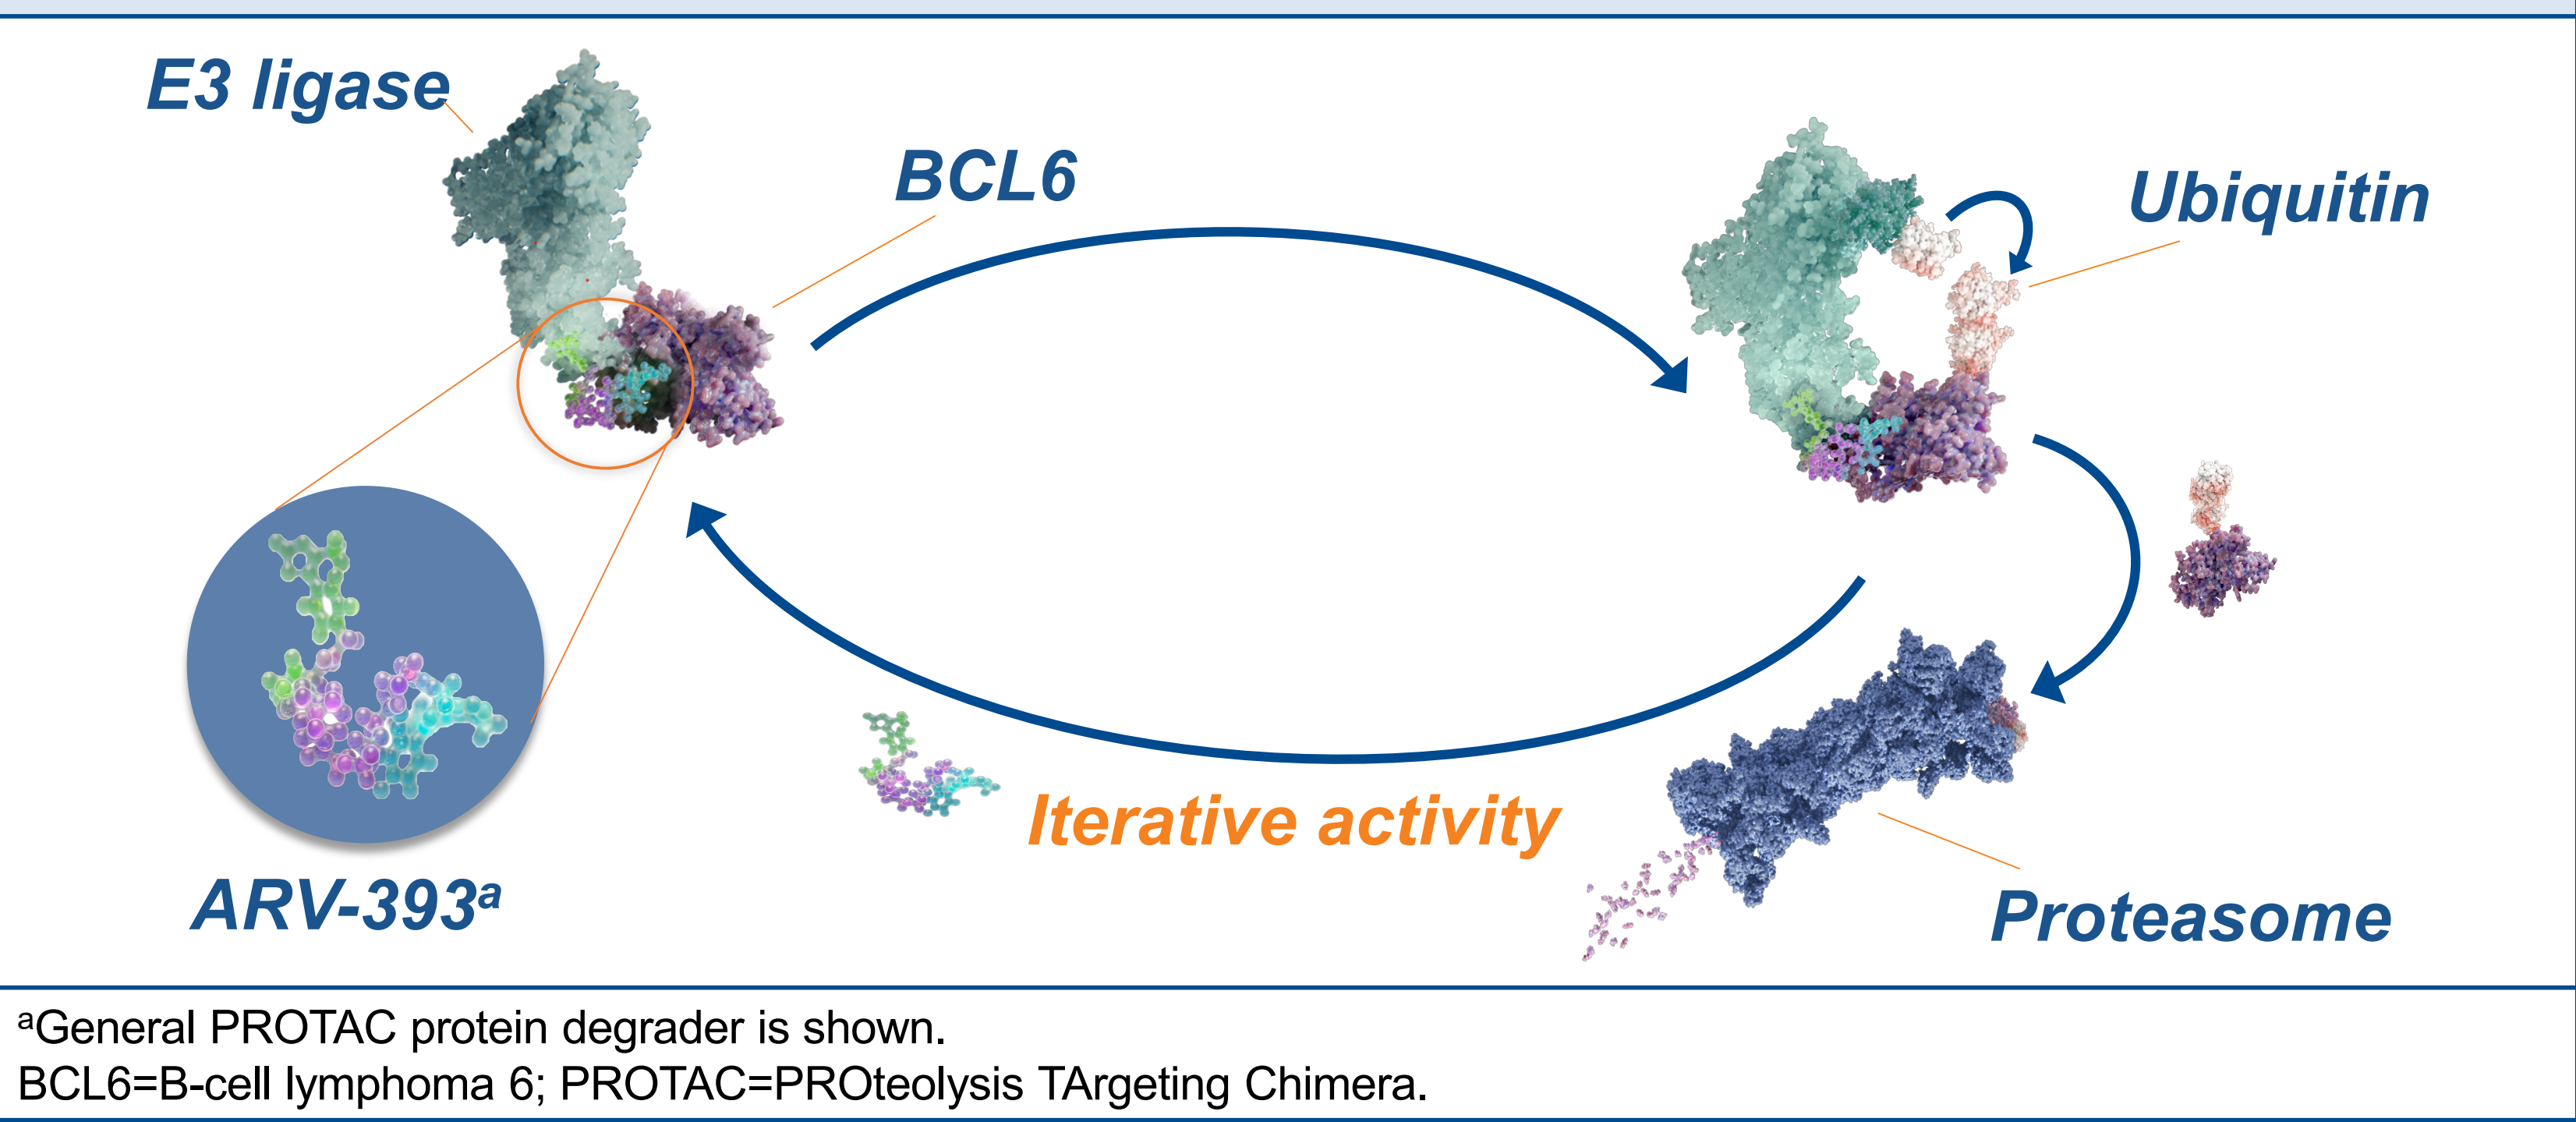 E3 ligase
BCL6
Ubiquitin
Iterative activity
ARV-393ª
Proteasome
ªGeneral PROTAC protein degrader is shown.
BCL6=B-cell lymphoma 6; PROTAC=PROteolysis TArgeting Chimera.